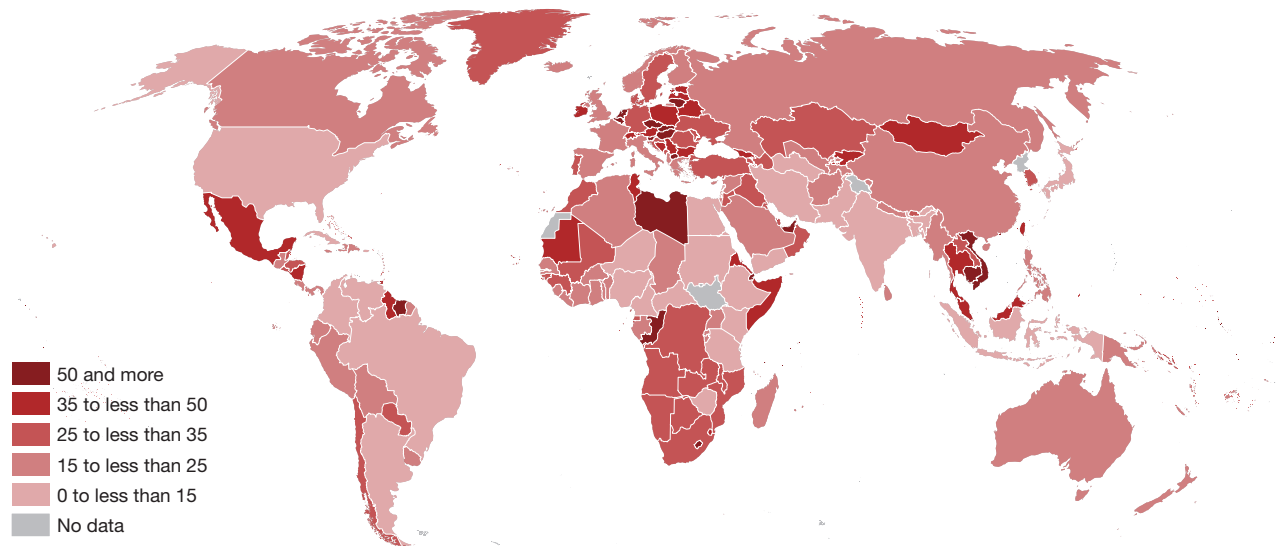 50 and more
35 to less than 50
25 to less than 35
15 to less than 25
0 to less than 15
No data